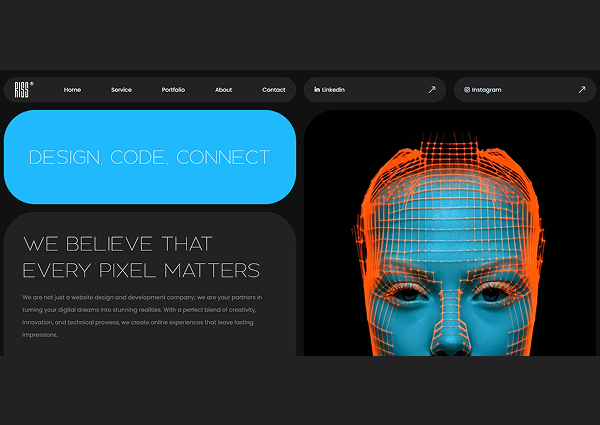 RISS®
Home Service Portfolio About Contact
in Linkedin
Instagram
DESIGN, CODE, CONNECT
WE BELIEVE THAT
EVERY PIXEL MATTERS
We are not just a website design and development company; we are your partners in
turning your digital dreams into stunning realities. With a perfect blend of creativity,
innovation, and technical prowess, we create online experiences that leave lasting
impressions.